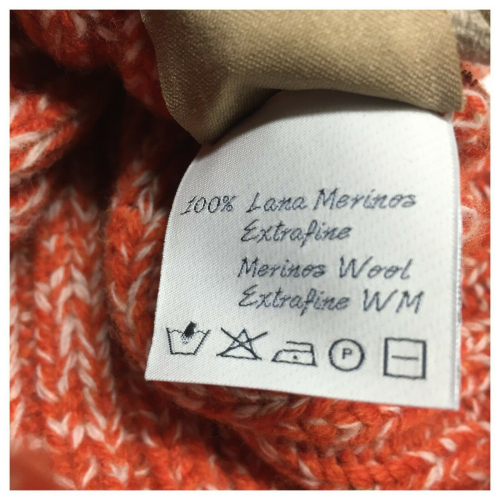 100% Lana Merinos
Extrafine
Merinos Wool
Extrafine WM
P